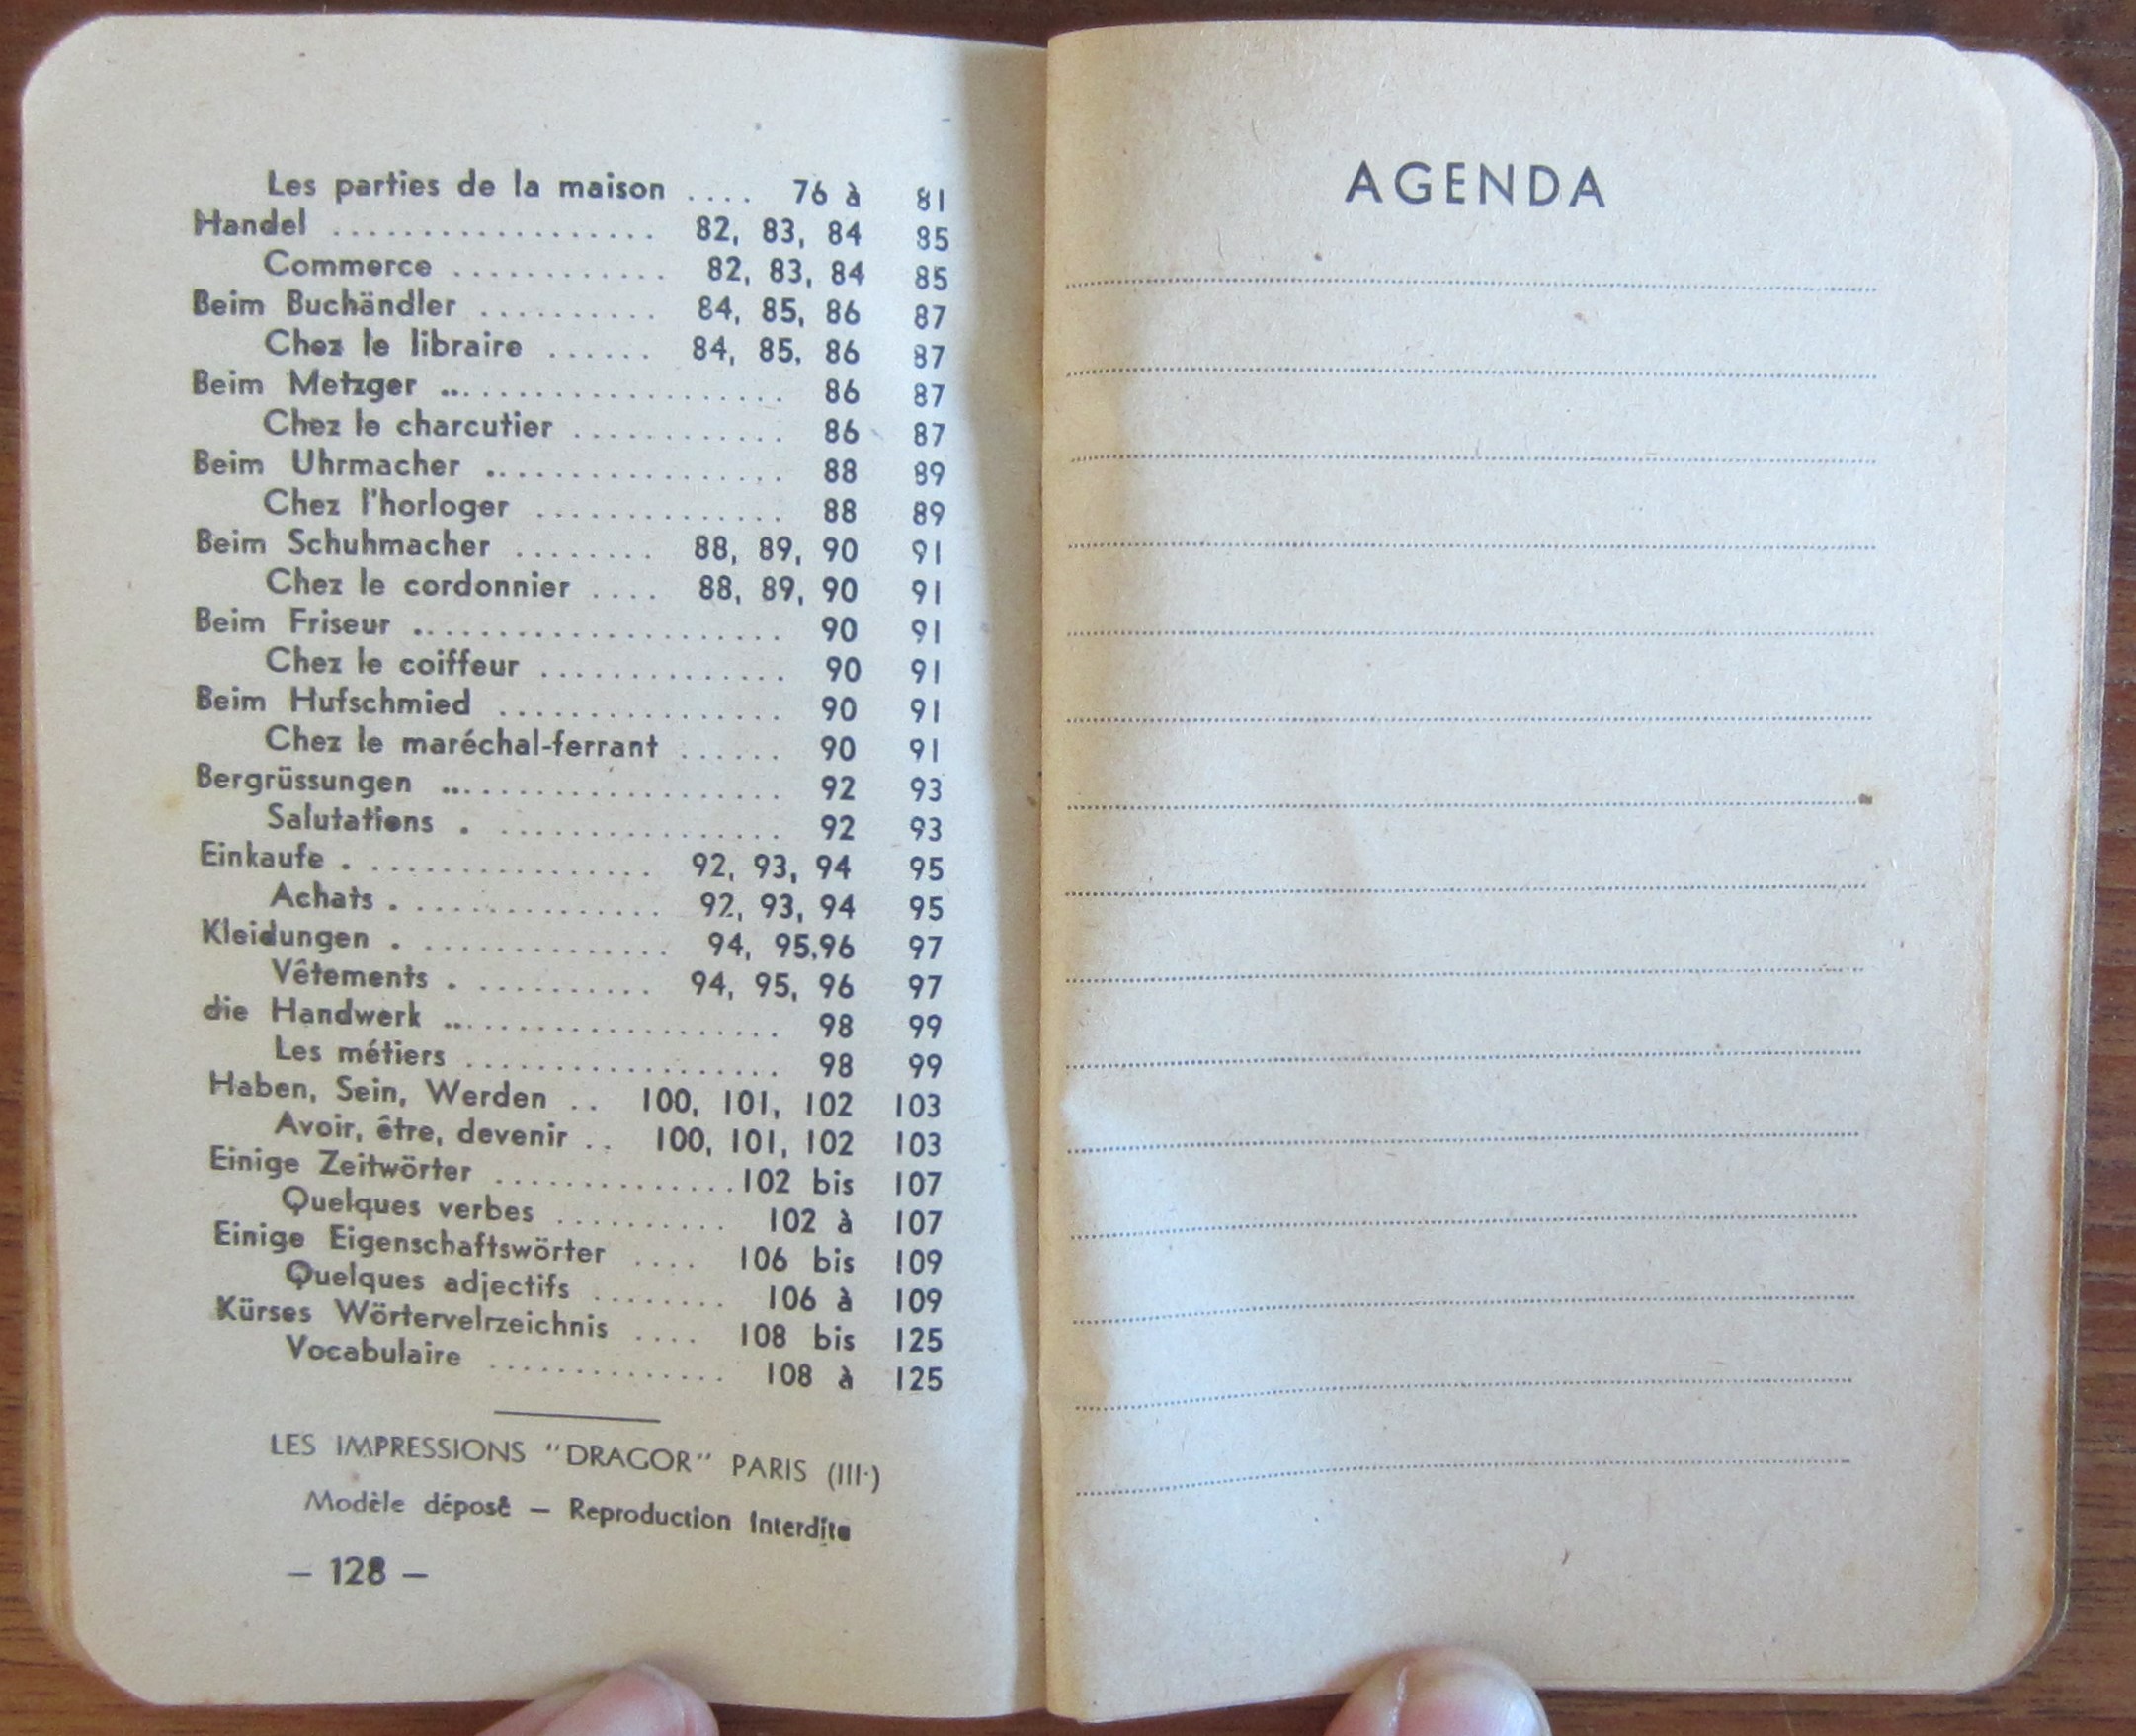 Les parties de la maison .... 76 à 81
Handel .................. 82, 83, 84 85
Commerce ............ 82, 83, 84 85
Beim Buchändler .......... 84, 85, 86 87
Chez le libraire ...... 84, 85, 86 87
Beim Metzger .................... 86 87
Chez le charcutier ............ 86 87
Beim Uhrmacher ................. 88 89
Chez l'horloger .............. 88 89
Beim Schuhmacher ........ 88, 89, 90 91
Chez le cordonnier .... 88, 89, 90 91
Beim Friseur ..................... 90 91
Chez le coiffeur .............. 90 91
Beim Hufschmied ................ 90 91
Chez le maréchal-ferrant ...... 90 91
Bergrüssungen .................... 92 93
Salutations . ................ 92 93
Einkaufe . ................ 92, 93, 94 95
Achats . .............. 92, 93, 94 95
Kleidungen . .............. 94, 95,96 97
Vêtements . .......... 94, 95, 96 97
die Handwerk .................... 98 99
Les métiers .................. 98 99
Haben, Sein, Werden .. 100, 101, 102 103
Avoir, être, devenir .. 100, 101, 102 103
Einige Zeitwörter ..............102 bis 107
Quelques verbes .......... 102 à 107
Einige Eigenschaftswörter .... 106 bis 109
Quelques adjectifs ........ 106 à 109
Kürses Wörtervelrzeichnis .... 108 bis 125
Vocabulaire .............. 108 à 125
LES IMPRESSIONS "DRAGOR" PARIS (III·)
Modèle déposé — Reproduction Interdite
— 128 —
AGENDA